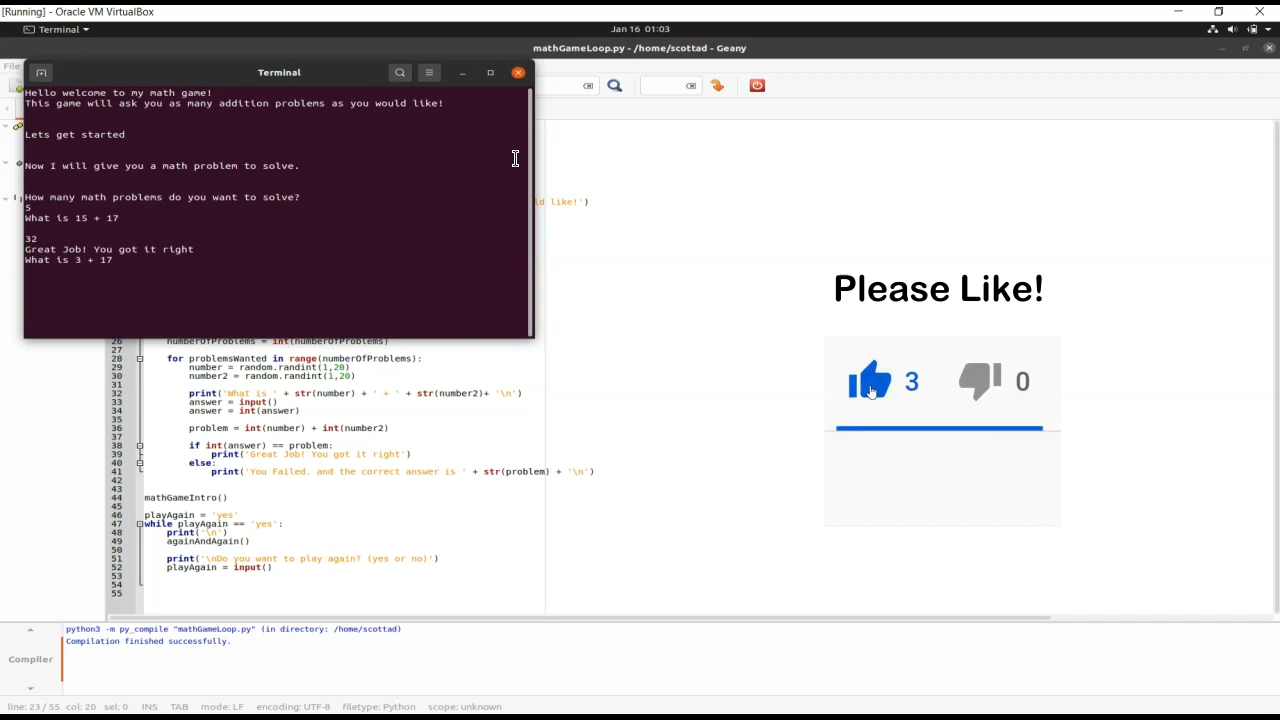 [Running] - Oracle VM VirtualBox
Terminal
Jan 16 01:03
mathGameLoop.py - /home/scottad - Geany
File
Terminal
Hello welcome to my math game!
This game will ask you as many addition problems as you would like!
Lets get started
Now I will give you a math problem to solve.
How many math problems do you want to solve?
5
What is 15 + 17
32
Great Job! You got it right
What is 3 + 17
ld like!')
Please Like!
3 0
26 numberOfProblems = int(numberOfProblems)
27
28 for problemsWanted in range(numberOfProblems):
29 number = random.randint(1,20)
30 number2 = random.randint(1,20)
31
32 print('What is ' + str(number) + ' + ' + str(number2)+ '\n')
33 answer = input()
34 answer = int(answer)
35
36 problem = int(number) + int(number2)
37
38 if int(answer) == problem:
39 print('Great Job! You got it right')
40 else:
41 print('You Failed. and the correct answer is ' + str(problem) + '\n')
42
43
44 mathGameIntro()
45
46 playAgain = 'yes'
47 while playAgain == 'yes':
48 print('\n')
49 againAndAgain()
50
51 print('\nDo you want to play again? (yes or no)')
52 playAgain = input()
53
54
55
python3 -m py_compile "mathGameLoop.py" (in directory: /home/scottad)
Compilation finished successfully.
Compiler
line: 23 / 55 col: 20 sel: 0 INS TAB mode: LF encoding: UTF-8 filetype: Python scope: unknown